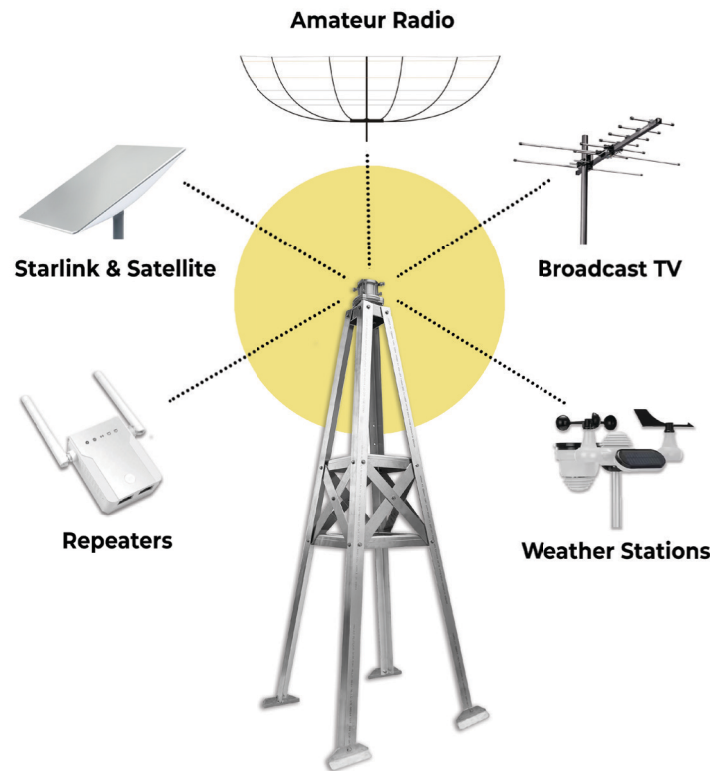 Amateur Radio
Starlink & Satellite
Broadcast TV
Repeaters
Weather Stations